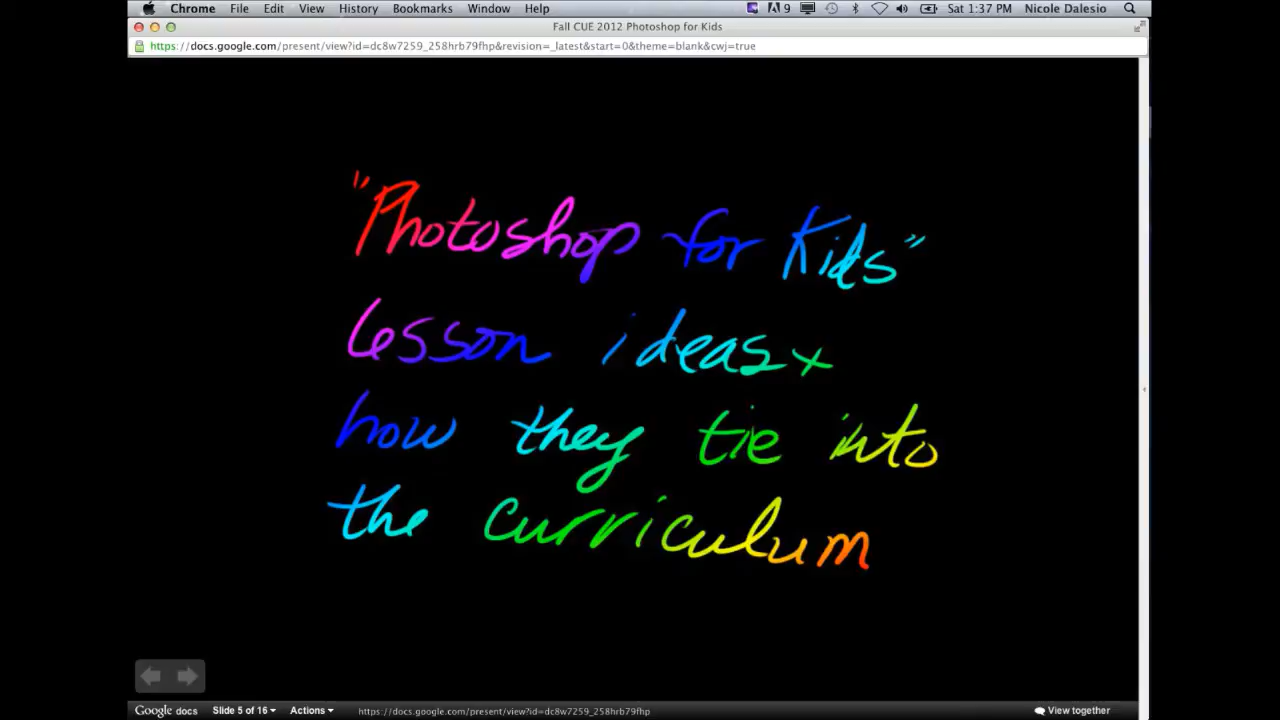 Chrome File Edit View History Bookmarks Window Help 9 Sat 1:37 PM Nicole Dalesio
Fall CUE 2012 Photoshop for Kids
https://docs.google.com/present/view?id=dc8w7259_258hrb79fhp&revision=_latest&start=0&theme=blank&cwj=true
"Photoshop for Kids"
lesson ideas +
how they tie into
the curriculum
Google docs Slide 5 of 16 Actions https://docs.google.com/present/view?id=dc8w7259_258hrb79fhp View together